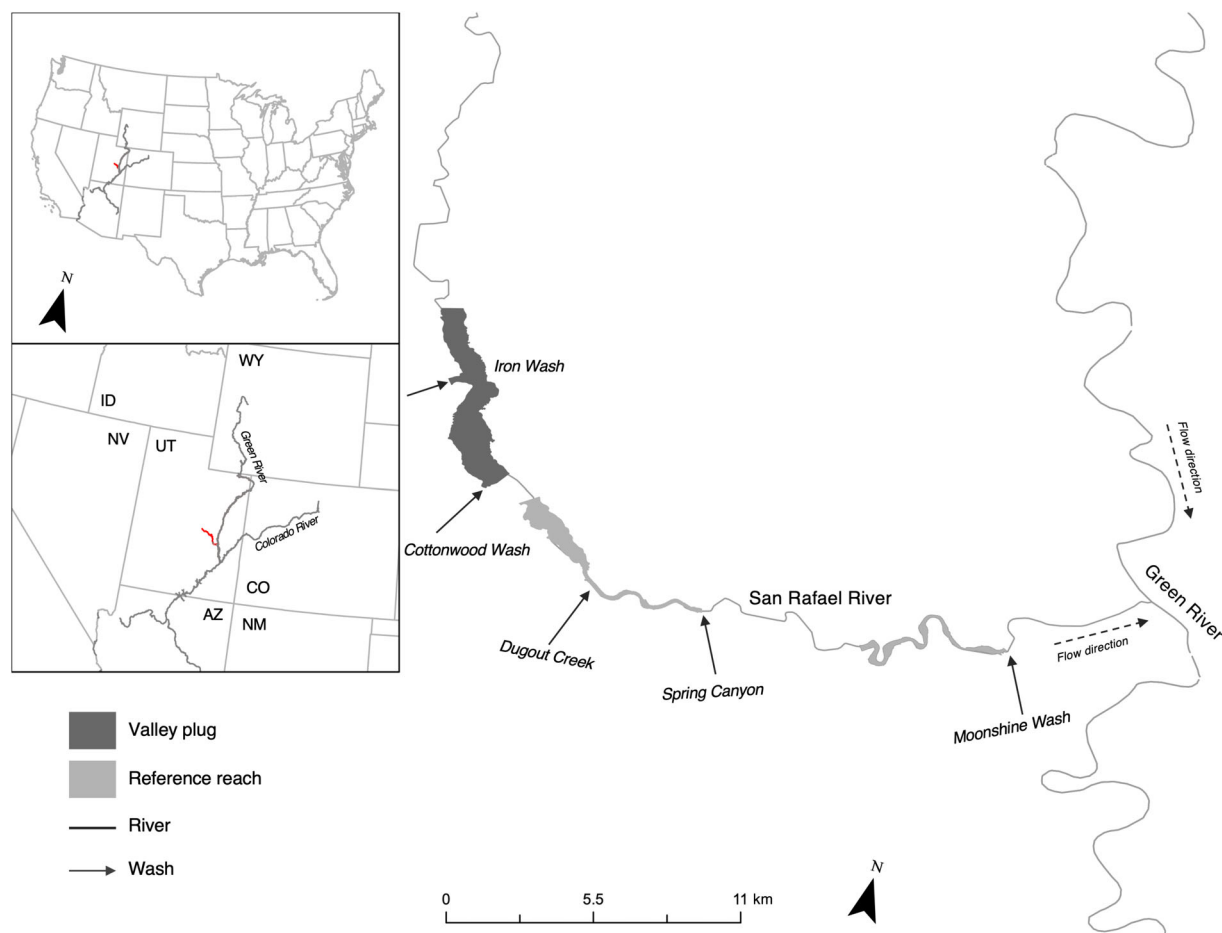 N
WY
ID
NV
UT
Green River
Colorado River
CO
AZ
NM
Iron Wash
Cottonwood Wash
Dugout Creek
Spring Canyon
San Rafael River
Moonshine Wash
Flow direction
Flow direction
Green River
Valley plug
Reference reach
River
Wash
0 5.5 11 km
N